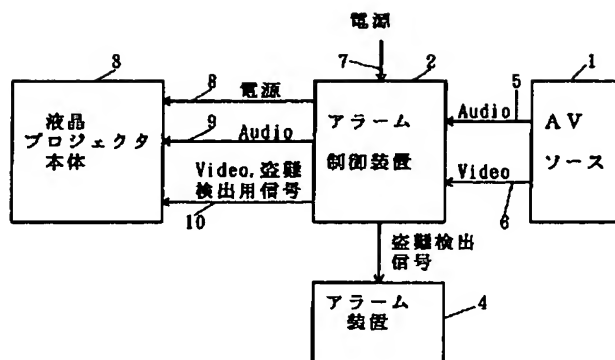 電源
7
2
1
3
8
電源
9
Audio
Video,盗難
検出用信号
10
液晶
プロジェクタ
本体
アラーム
制御装置
5
Audio
Video
6
AV
ソース
盗難検出
信号
アラーム
装置
4